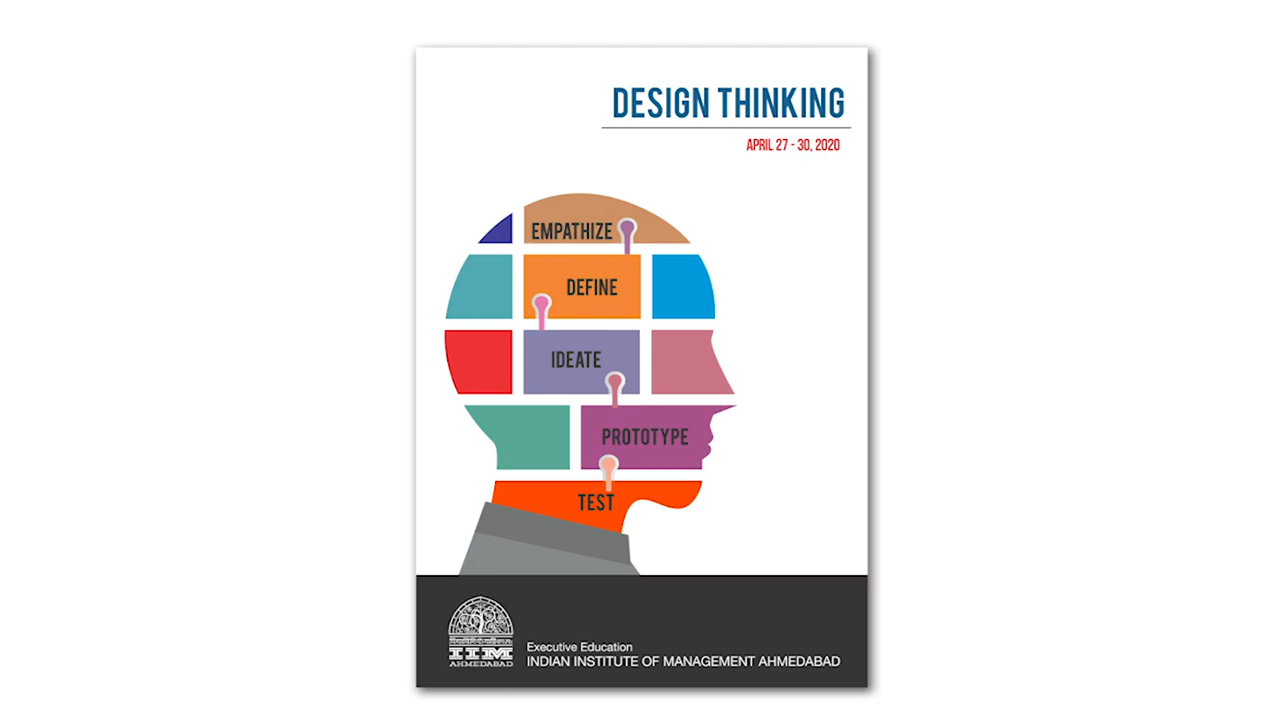 DESIGN THINKING
APRIL 27 - 30, 2020
EMPATHIZE
DEFINE
IDEATE
PROTOTYPE
TEST
IIM
AHMEDABAD
Executive Education
INDIAN INSTITUTE OF MANAGEMENT AHMEDABAD